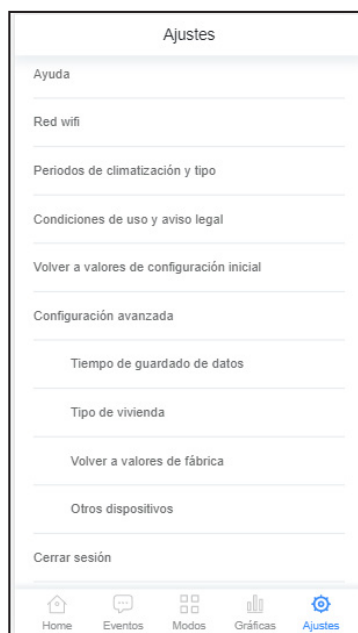 Ajustes
Ayuda
Red wifi
Periodos de climatización y tipo
Condiciones de uso y aviso legal
Volver a valores de configuración inicial
Configuración avanzada
Tiempo de guardado de datos
Tipo de vivienda
Volver a valores de fábrica
Otros dispositivos
Cerrar sesión
Home Eventos Modos Gráficas Ajustes